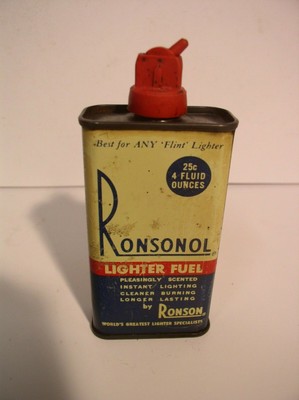 Best for ANY 'Flint' Lighter
25c
4 FLUID
OUNCES
RONSONOL
LIGHTER FUEL
PLEASINGLY SCENTED
INSTANT LIGHTING
CLEANER BURNING
LONGER LASTING
by RONSON
WORLD'S GREATEST LIGHTER SPECIALISTS